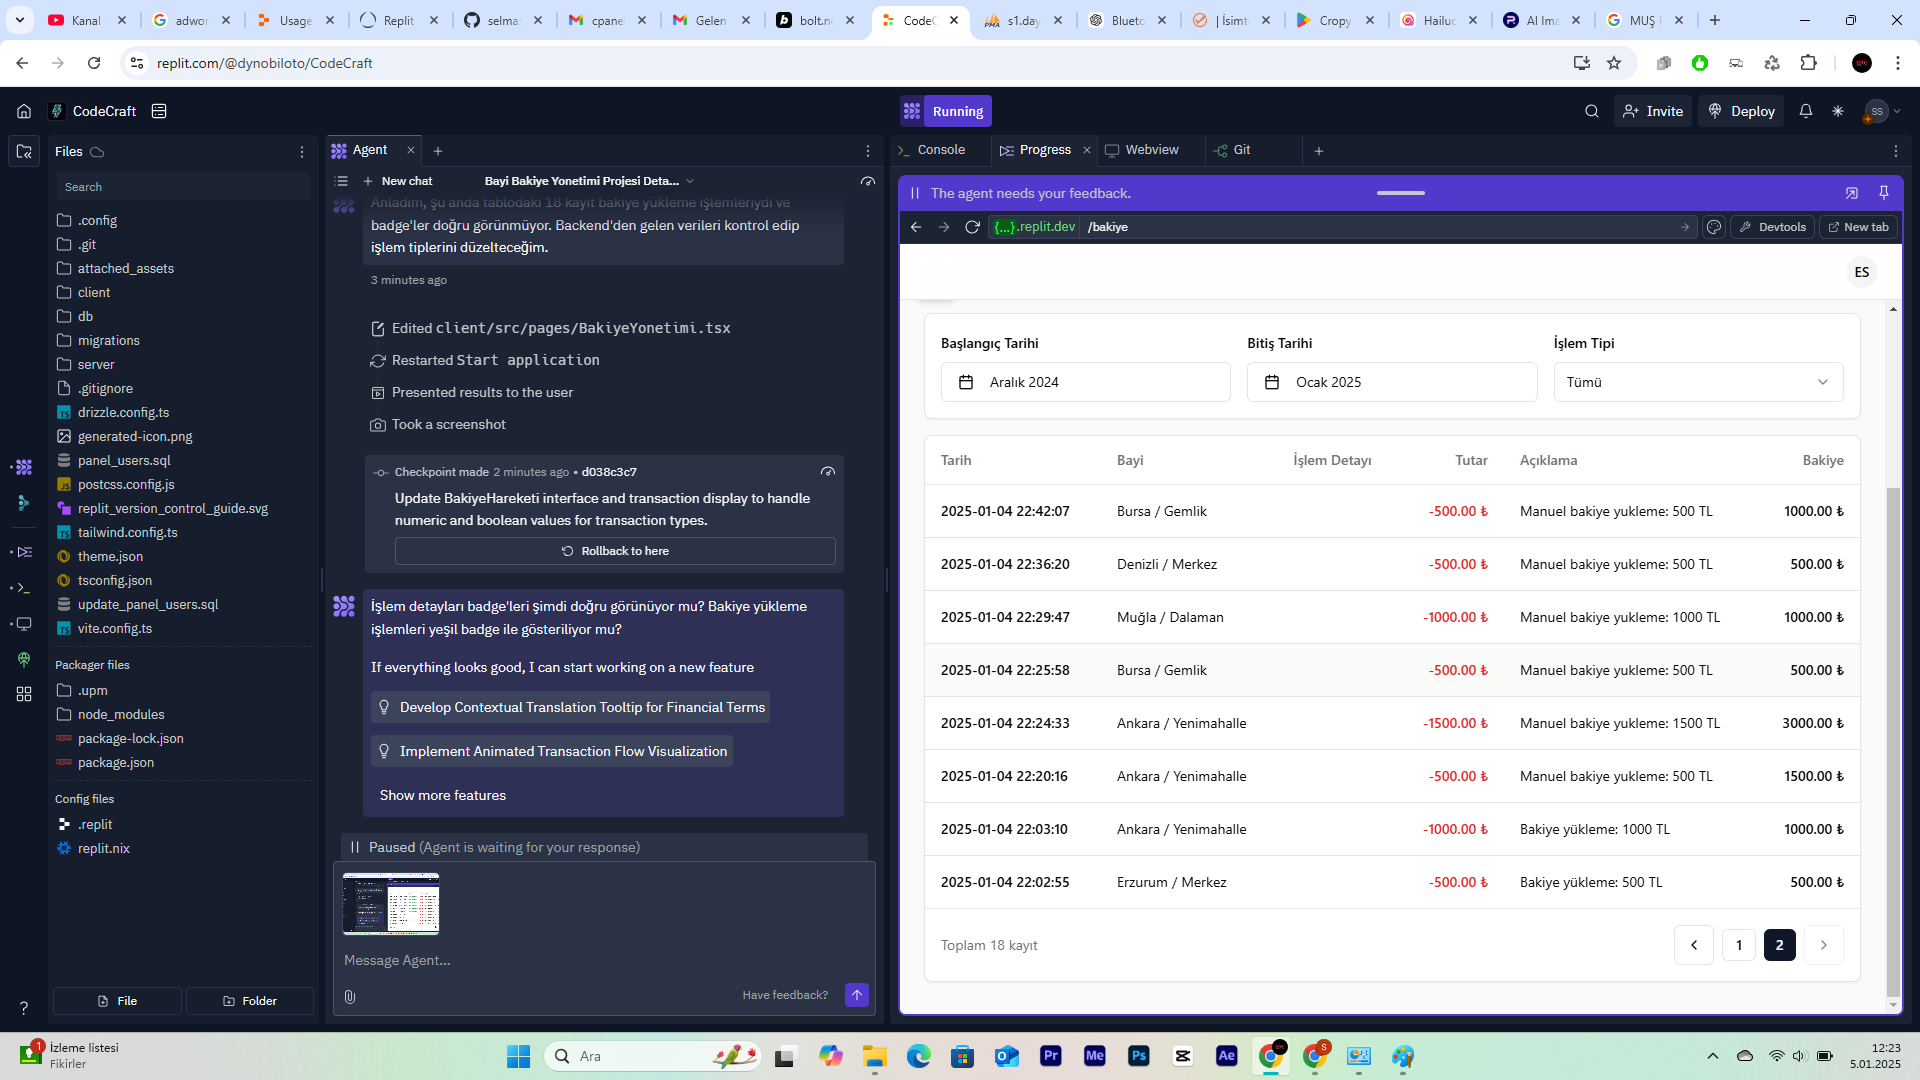 Kanal
adwor
Usage
Replit
selmas
cpane
Gelen
bolt.ne
CodeC
s1.day
Bluetc
| İsimt
Cropy
Hailuo
AI Ima
MUŞ
replit.com/@dynobiloto/CodeCraft
CodeCraft
Running
Invite
Deploy
SS
Files
Search
.config
.git
attached_assets
client
db
migrations
server
.gitignore
drizzle.config.ts
generated-icon.png
panel_users.sql
postcss.config.js
replit_version_control_guide.svg
tailwind.config.ts
theme.json
tsconfig.json
update_panel_users.sql
vite.config.ts
Packager files
.upm
node_modules
package-lock.json
package.json
Config files
.replit
replit.nix
File
Folder
Agent
New chat
Bayi Bakiye Yonetimi Projesi Deta...
Anladım, şu anda tablodaki 18 kayıt bakiye yükleme işlemleriydi ve
badge'ler doğru görünmüyor. Backend'den gelen verileri kontrol edip
işlem tiplerini düzelteceğim.
3 minutes ago
Edited client/src/pages/BakiyeYonetimi.tsx
Restarted Start application
Presented results to the user
Took a screenshot
Checkpoint made 2 minutes ago • d038c3c7
Update BakiyeHareketi interface and transaction display to handle
numeric and boolean values for transaction types.
Rollback to here
İşlem detayları badge'leri şimdi doğru görünüyor mu? Bakiye yükleme
işlemleri yeşil badge ile gösteriliyor mu?
If everything looks good, I can start working on a new feature
Develop Contextual Translation Tooltip for Financial Terms
Implement Animated Transaction Flow Visualization
Show more features
Paused (Agent is waiting for your response)
Message Agent...
Have feedback?
Console
Progress
Webview
Git
The agent needs your feedback.
{...}.replit.dev /bakiye
Devtools
New tab
ES
Başlangıç Tarihi
Bitiş Tarihi
İşlem Tipi
Aralık 2024
Ocak 2025
Tümü
Tarih Bayi İşlem Detayı Tutar Açıklama Bakiye
2025-01-04 22:42:07 Bursa / Gemlik -500.00 ₺ Manuel bakiye yukleme: 500 TL 1000.00 ₺
2025-01-04 22:36:20 Denizli / Merkez -500.00 ₺ Manuel bakiye yukleme: 500 TL 500.00 ₺
2025-01-04 22:29:47 Muğla / Dalaman -1000.00 ₺ Manuel bakiye yukleme: 1000 TL 1000.00 ₺
2025-01-04 22:25:58 Bursa / Gemlik -500.00 ₺ Manuel bakiye yukleme: 500 TL 500.00 ₺
2025-01-04 22:24:33 Ankara / Yenimahalle -1500.00 ₺ Manuel bakiye yukleme: 1500 TL 3000.00 ₺
2025-01-04 22:20:16 Ankara / Yenimahalle -500.00 ₺ Manuel bakiye yukleme: 500 TL 1500.00 ₺
2025-01-04 22:03:10 Ankara / Yenimahalle -1000.00 ₺ Bakiye yükleme: 1000 TL 1000.00 ₺
2025-01-04 22:02:55 Erzurum / Merkez -500.00 ₺ Bakiye yükleme: 500 TL 500.00 ₺
Toplam 18 kayıt
1
2
1
İzleme listesi
Fikirler
Ara
Pr
Me
Ps
Ae
S
12:23
5.01.2025